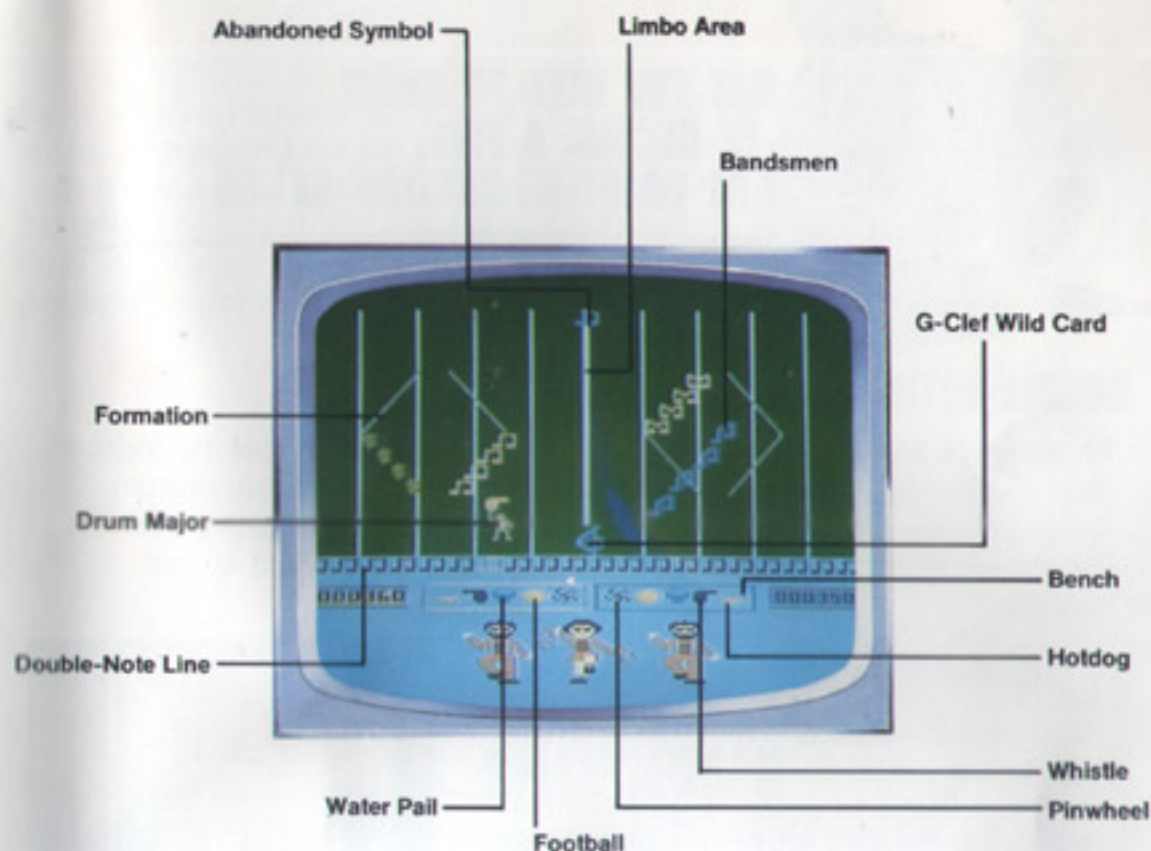 Abandoned Symbol
Limbo Area
Bandsmen
G-Clef Wild Card
Formation
Drum Major
Bench
000360
000350
Double-Note Line
Hotdog
Whistle
Water Pail
Pinwheel
Football